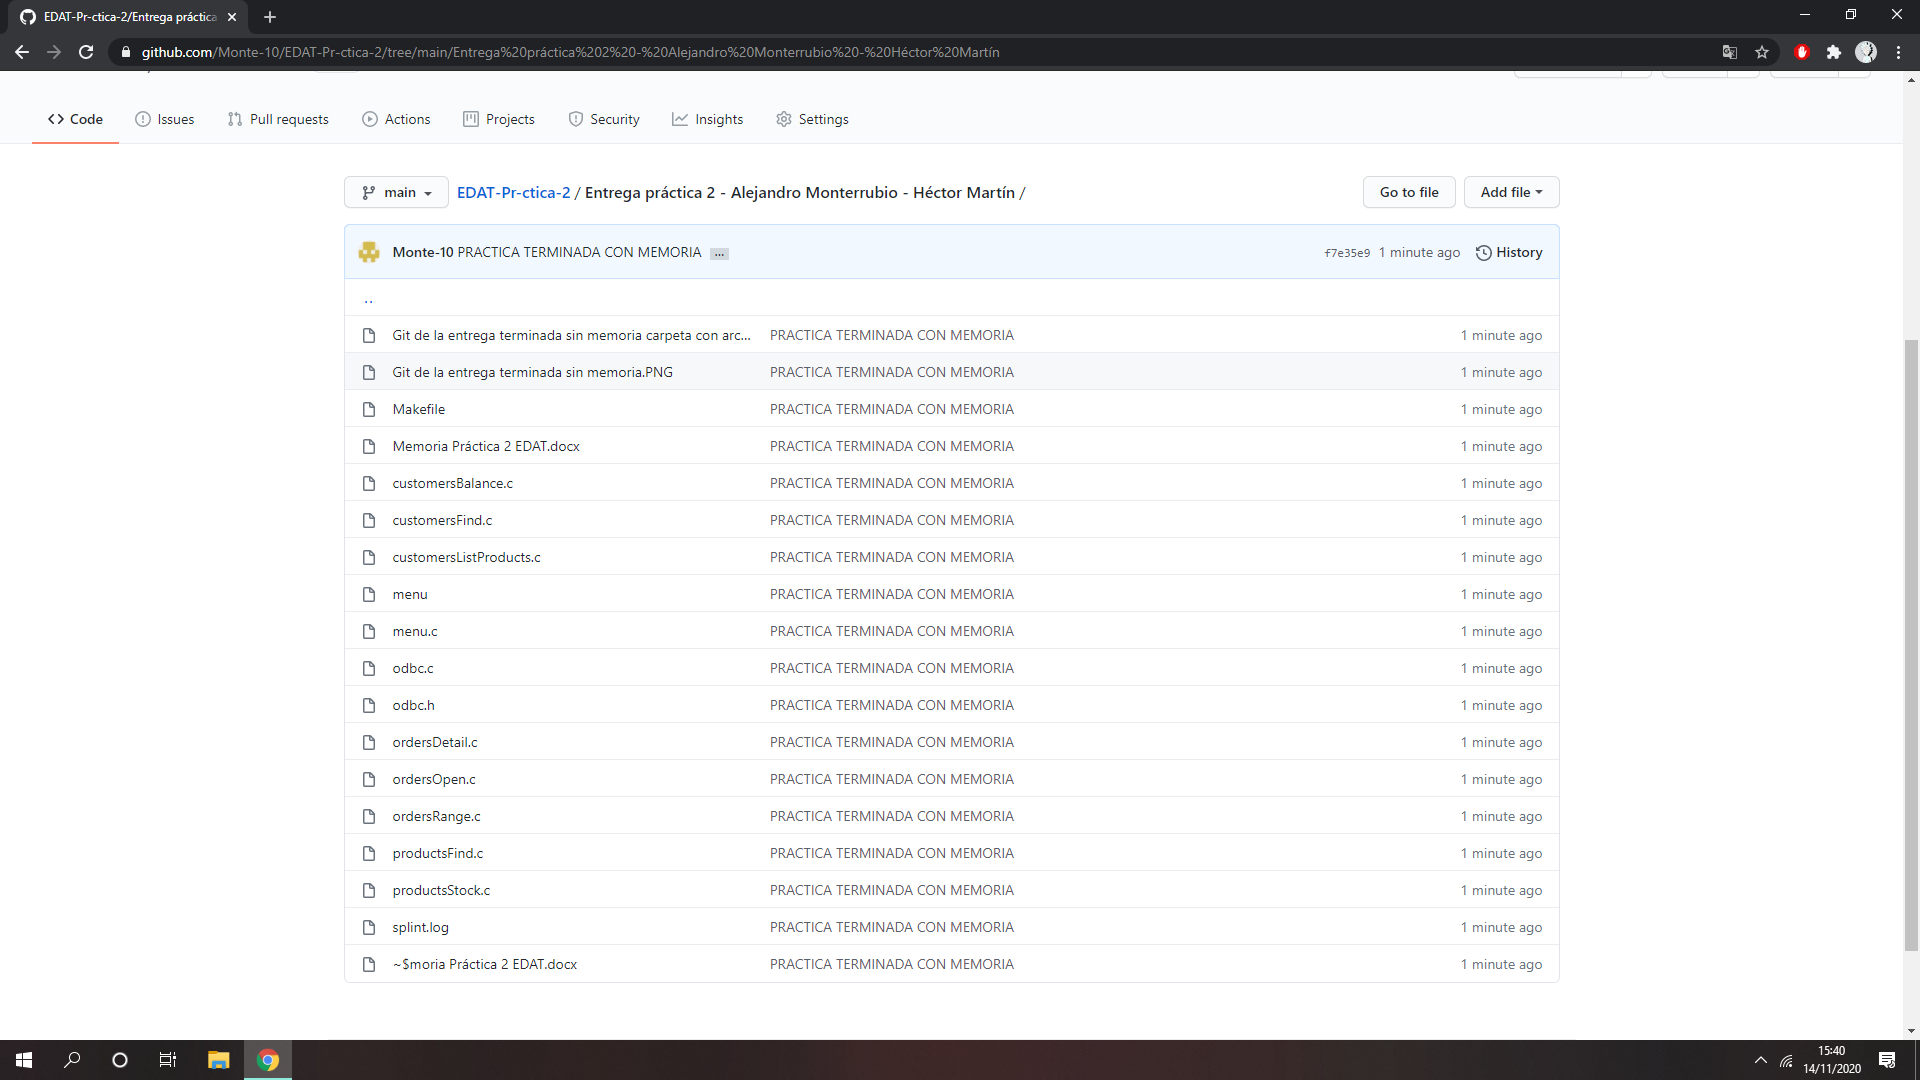 EDAT-Pr-ctica-2/Entrega práctica
github.com/Monte-10/EDAT-Pr-ctica-2/tree/main/Entrega%20práctica%202%20-%20Alejandro%20Monterrubio%20-%20Héctor%20Martín
Code Issues Pull requests Actions Projects Security Insights Settings
main EDAT-Pr-ctica-2 / Entrega práctica 2 - Alejandro Monterrubio - Héctor Martín / Go to file Add file
Monte-10 PRACTICA TERMINADA CON MEMORIA ... f7e35e9 1 minute ago History
..
Git de la entrega terminada sin memoria carpeta con arc... PRACTICA TERMINADA CON MEMORIA 1 minute ago
Git de la entrega terminada sin memoria.PNG PRACTICA TERMINADA CON MEMORIA 1 minute ago
Makefile PRACTICA TERMINADA CON MEMORIA 1 minute ago
Memoria Práctica 2 EDAT.docx PRACTICA TERMINADA CON MEMORIA 1 minute ago
customersBalance.c PRACTICA TERMINADA CON MEMORIA 1 minute ago
customersFind.c PRACTICA TERMINADA CON MEMORIA 1 minute ago
customersListProducts.c PRACTICA TERMINADA CON MEMORIA 1 minute ago
menu PRACTICA TERMINADA CON MEMORIA 1 minute ago
menu.c PRACTICA TERMINADA CON MEMORIA 1 minute ago
odbc.c PRACTICA TERMINADA CON MEMORIA 1 minute ago
odbc.h PRACTICA TERMINADA CON MEMORIA 1 minute ago
ordersDetail.c PRACTICA TERMINADA CON MEMORIA 1 minute ago
ordersOpen.c PRACTICA TERMINADA CON MEMORIA 1 minute ago
ordersRange.c PRACTICA TERMINADA CON MEMORIA 1 minute ago
productsFind.c PRACTICA TERMINADA CON MEMORIA 1 minute ago
productsStock.c PRACTICA TERMINADA CON MEMORIA 1 minute ago
splint.log PRACTICA TERMINADA CON MEMORIA 1 minute ago
~$moria Práctica 2 EDAT.docx PRACTICA TERMINADA CON MEMORIA 1 minute ago
15:40
14/11/2020